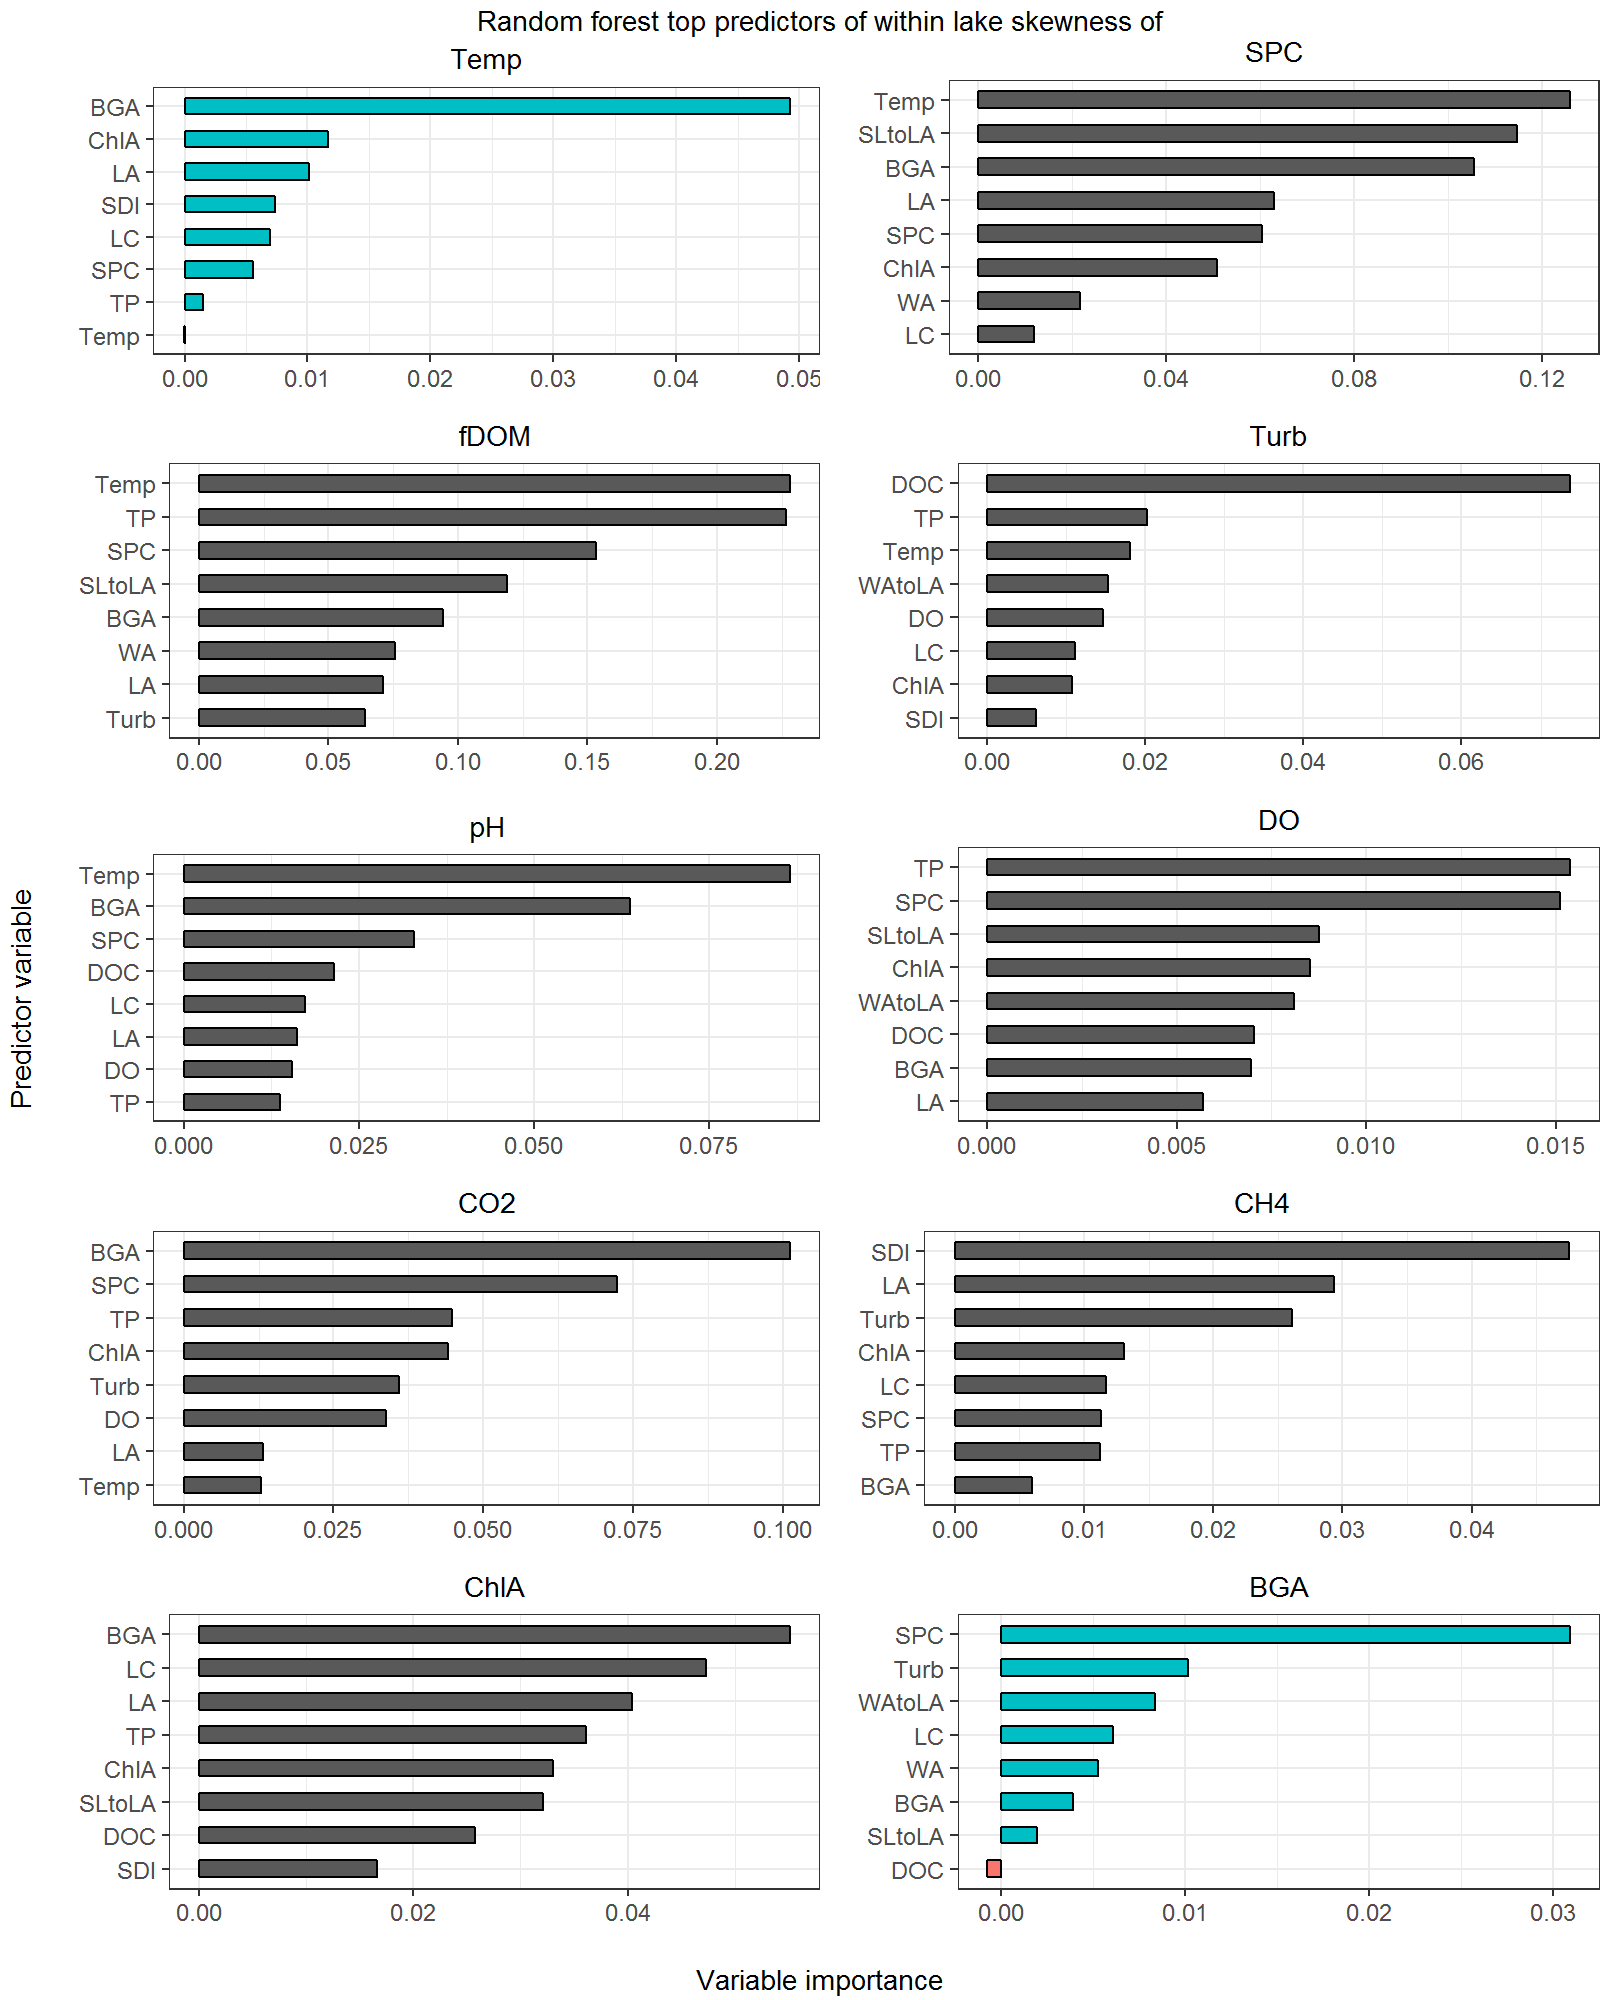 Random forest top predictors of within lake skewness of
Temp
BGA
ChlA
LA
SDI
LC
SPC
TP
Temp
0.00 0.01 0.02 0.03 0.04 0.05
SPC
Temp
SLtoLA
BGA
LA
SPC
ChlA
WA
LC
0.00 0.04 0.08 0.12
fDOM
Temp
TP
SPC
SLtoLA
BGA
WA
LA
Turb
0.00 0.05 0.10 0.15 0.20
Turb
DOC
TP
Temp
WAtoLA
DO
LC
ChlA
SDI
0.00 0.02 0.04 0.06
Predictor variable
pH
Temp
BGA
SPC
DOC
LC
LA
DO
TP
0.000 0.025 0.050 0.075
DO
TP
SPC
SLtoLA
ChlA
WAtoLA
DOC
BGA
LA
0.000 0.005 0.010 0.015
CO2
BGA
SPC
TP
ChlA
Turb
DO
LA
Temp
0.000 0.025 0.050 0.075 0.100
CH4
SDI
LA
Turb
ChlA
LC
SPC
TP
BGA
0.00 0.01 0.02 0.03 0.04
ChlA
BGA
LC
LA
TP
ChlA
SLtoLA
DOC
SDI
0.00 0.02 0.04
BGA
SPC
Turb
WAtoLA
LC
WA
BGA
SLtoLA
DOC
0.00 0.01 0.02 0.03
Variable importance